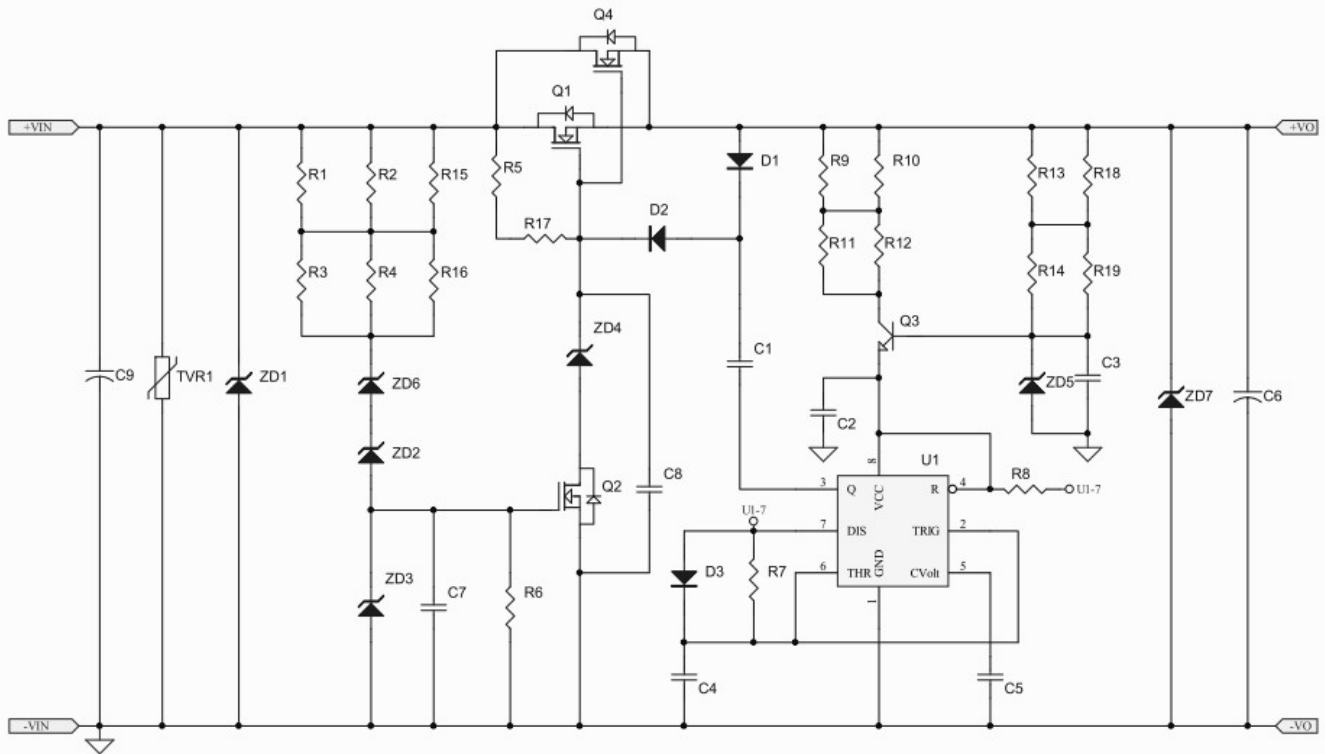 Q4
Q1
+VIN
+VO
R1
R2
R15
R5
D1
R9
R10
R13
R18
D2
R17
R3
R4
R16
R11
R12
R14
R19
Q3
ZD4
C1
C9
TVR1
ZD1
ZD6
ZD5
C3
ZD7
C6
C2
ZD2
U1
8
Q2
C8
3
Q
VCC
R
4
R8
U1-7
U1-7
7
DIS
TRIG
2
D3
R7
6
THR
GND
CVolt
5
ZD3
C7
R6
1
C4
C5
-VIN
-VO